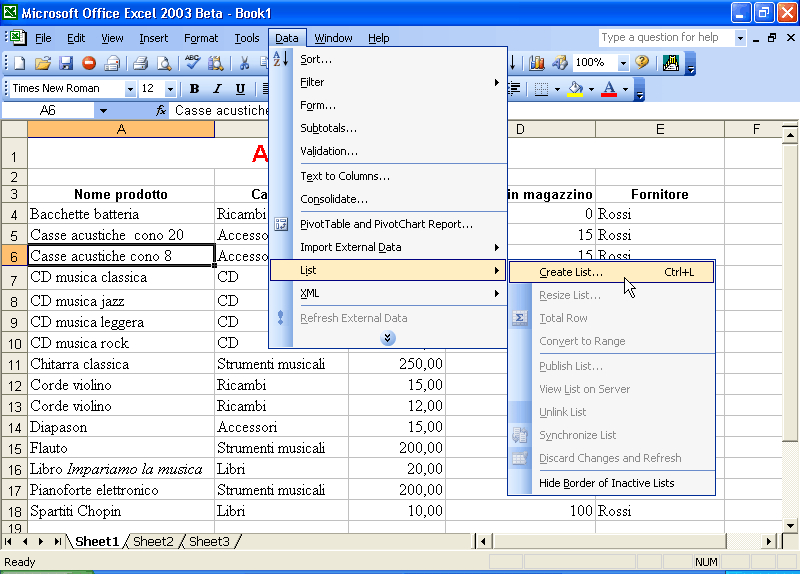 Microsoft Office Excel 2003 Beta - Book1
File Edit View Insert Format Tools Data Window Help
Type a question for help
100%
Times New Roman 12 B I U
A6 fx Casse acustiche
A D E F
1 A
2
3 Nome prodotto Ca in magazzino Fornitore
4 Bacchette batteria Ricambi 0 Rossi
5 Casse acustiche cono 20 Accesso 15 Rossi
6 Casse acustiche cono 8 Accesso 15 Rossi
7 CD musica classica CD
8 CD musica jazz CD
9 CD musica leggera CD
10 CD musica rock CD
11 Chitarra classica Strumenti musicali 250,00
12 Corde violino Ricambi 15,00
13 Corde violino Ricambi 12,00
14 Diapason Accessori 15,00
15 Flauto Strumenti musicali 200,00
16 Libro Impariamo la musica Libri 20,00
17 Pianoforte elettronico Strumenti musicali 200,00
18 Spartiti Chopin Libri 10,00 100 Rossi
19
Sort...
Filter
Form...
Subtotals...
Validation...
Text to Columns...
Consolidate...
PivotTable and PivotChart Report...
Import External Data
List
XML
Refresh External Data
Create List... Ctrl+L
Resize List...
Total Row
Convert to Range
Publish List...
View List on Server
Unlink List
Synchronize List
Discard Changes and Refresh
Hide Border of Inactive Lists
Sheet1 Sheet2 Sheet3
Ready NUM